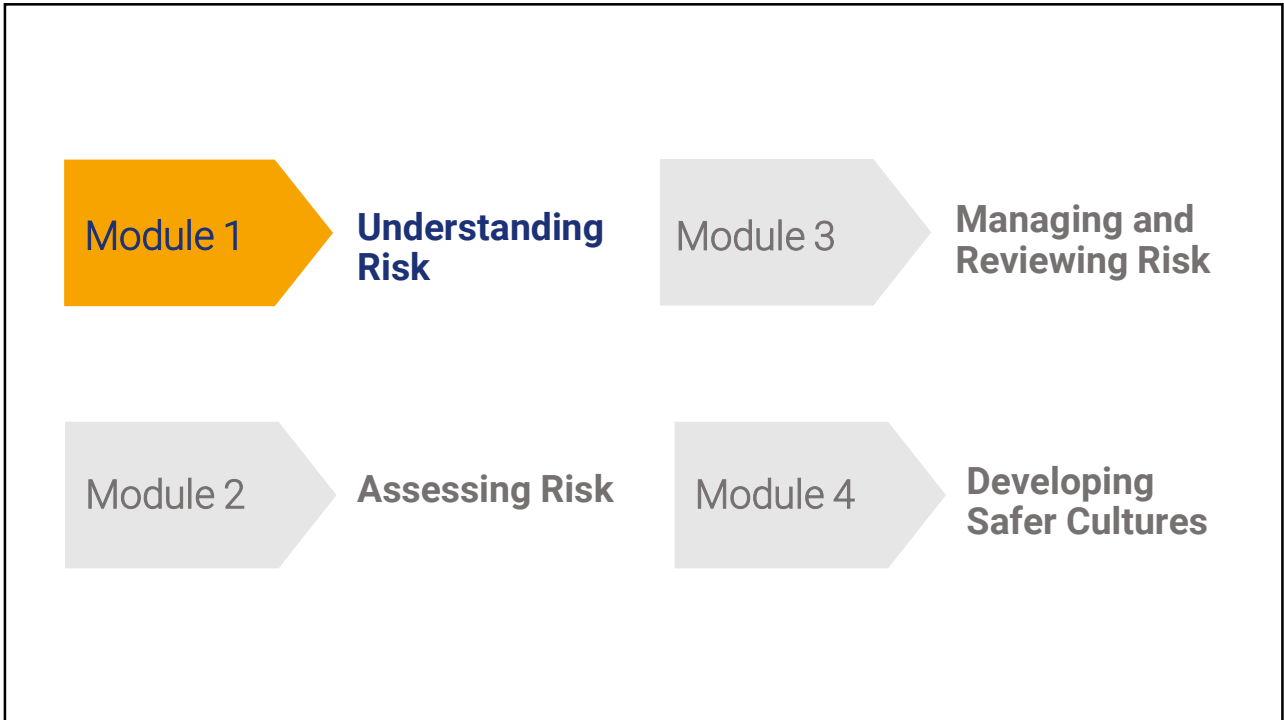 Module 1
Understanding
Risk
Module 2
Assessing Risk
Module 3
Managing and
Reviewing Risk
Module 4
Developing
Safer Cultures